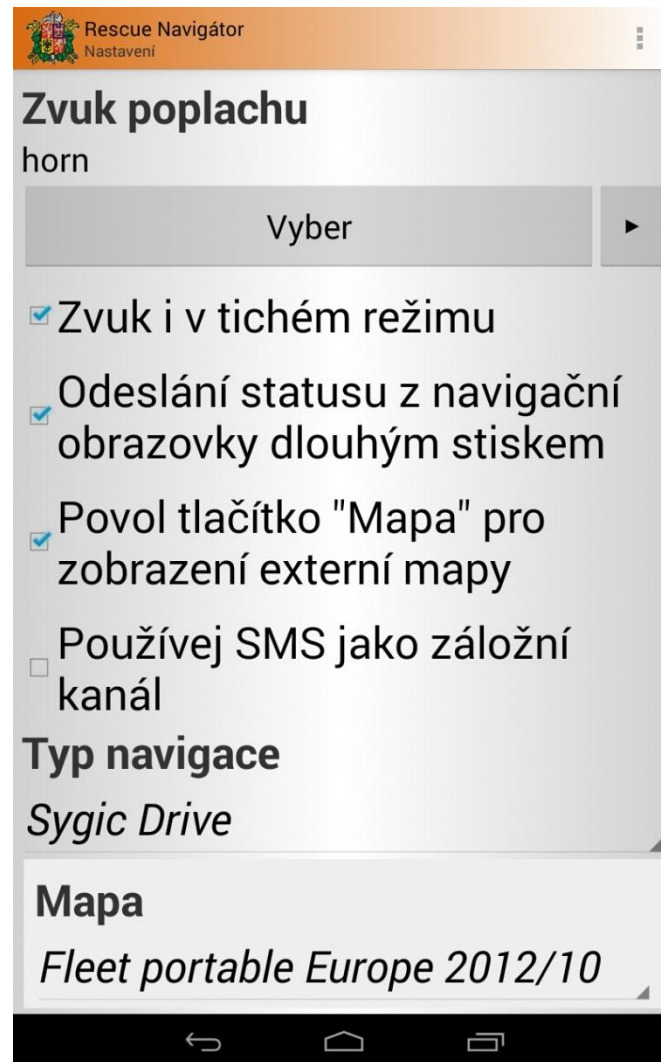 Rescue Navigátor
Nastavení
Zvuk poplachu
horn
Vyber
Zvuk i v tichém režimu
Odeslání statusu z navigační
obrazovky dlouhým stiskem
Povol tlačítko "Mapa" pro
zobrazení externí mapy
Používej SMS jako záložní
kanál
Typ navigace
Sygic Drive
Mapa
Fleet portable Europe 2012/10